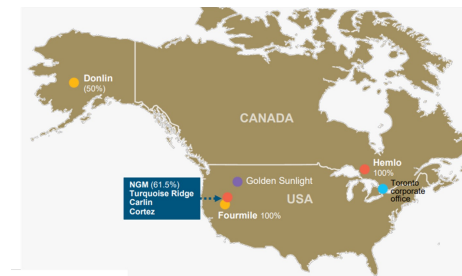 Donlin
(50%)
CANADA
Hemlo
100%
Toronto
corporate
office
Golden Sunlight
USA
NGM (61.5%)
Turquoise Ridge
Carlin
Cortez
Fourmile 100%